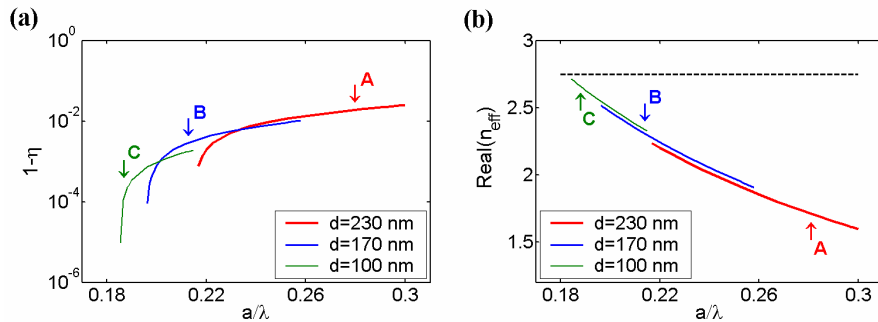 (a)
10^0
10^-2
10^-4
10^-6
1-η
A
B
C
d=230 nm
d=170 nm
d=100 nm
0.18
0.22
0.26
0.3
a/λ
(b)
3
2.5
2
1.5
Real(n_eff)
B
C
A
d=230 nm
d=170 nm
d=100 nm
0.18
0.22
0.26
0.3
a/λ